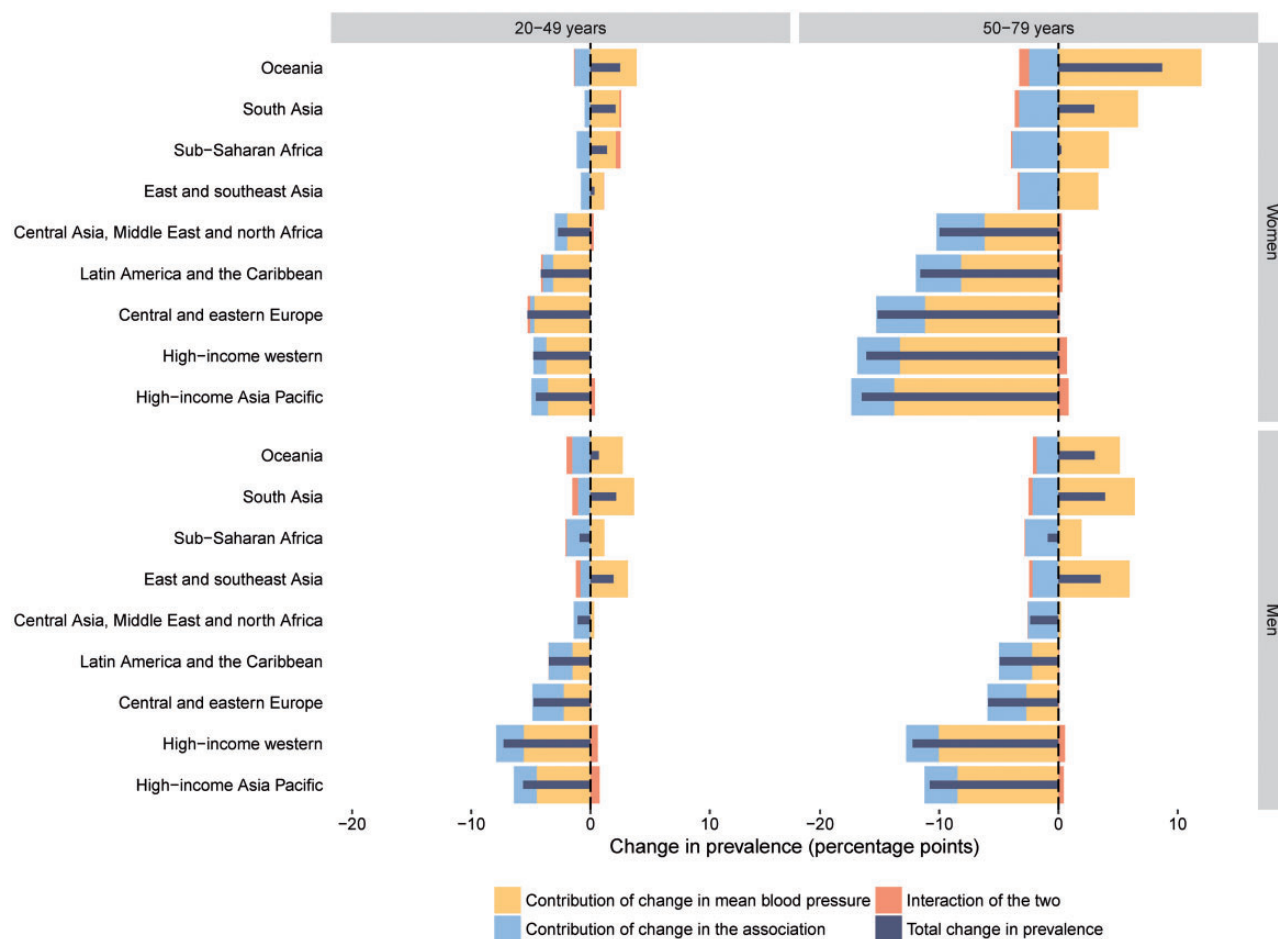 20−49 years
50−79 years
Oceania
South Asia
Sub−Saharan Africa
East and southeast Asia
Central Asia, Middle East and north Africa
Latin America and the Caribbean
Central and eastern Europe
High−income western
High−income Asia Pacific
Women
Oceania
South Asia
Sub−Saharan Africa
East and southeast Asia
Central Asia, Middle East and north Africa
Latin America and the Caribbean
Central and eastern Europe
High−income western
High−income Asia Pacific
Men
−20 −10 0 10 −20 −10 0 10
Change in prevalence (percentage points)
Contribution of change in mean blood pressure
Interaction of the two
Contribution of change in the association
Total change in prevalence